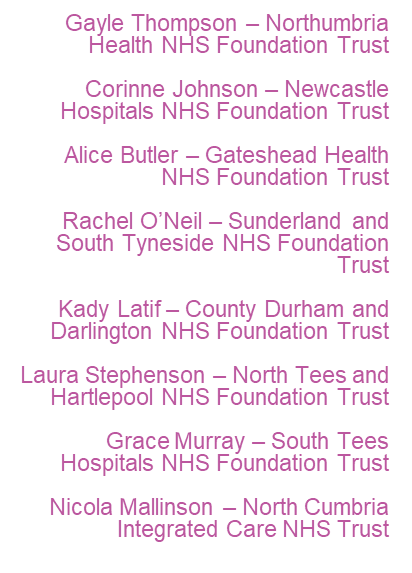 Gayle Thompson – Northumbria
Health NHS Foundation Trust
Corinne Johnson – Newcastle
Hospitals NHS Foundation Trust
Alice Butler – Gateshead Health
NHS Foundation Trust
Rachel O’Neil – Sunderland and
South Tyneside NHS Foundation
Trust
Kady Latif – County Durham and
Darlington NHS Foundation Trust
Laura Stephenson – North Tees and
Hartlepool NHS Foundation Trust
Grace Murray – South Tees
Hospitals NHS Foundation Trust
Nicola Mallinson – North Cumbria
Integrated Care NHS Trust